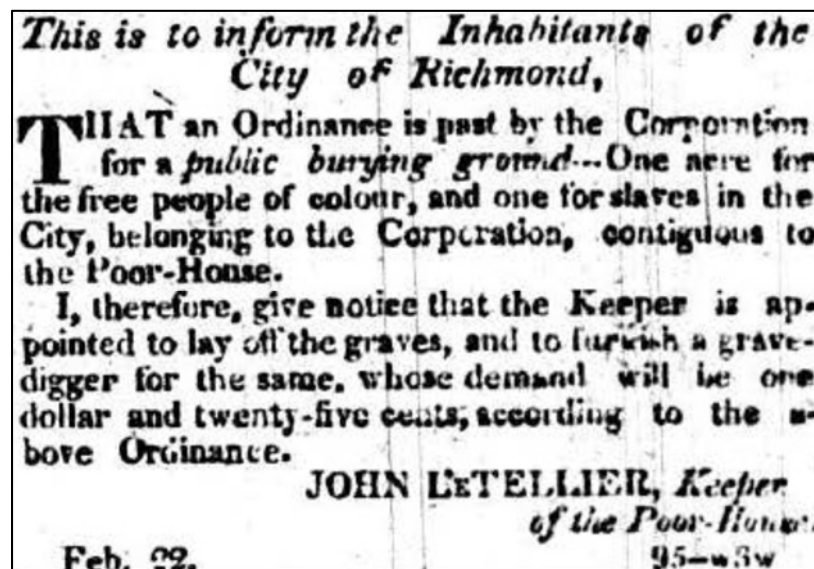 This is to inform the Inhabitants of the
City of Richmond,
THAT an Ordinance is past by the Corporation
for a public burying ground---One acre for
the free people of colour, and one for slaves in the
City, belonging to the Corporation, contiguous to
the Poor-House.
I, therefore, give notice that the Keeper is ap-
pointed to lay off the graves, and to furnish a grave-
digger for the same, whose demand will be one
dollar and twenty-five cents, according to the a-
bove Ordinance.
JOHN LeTELLIER, Keeper
of the Poor-House.
Feb. 22. 95—w3w